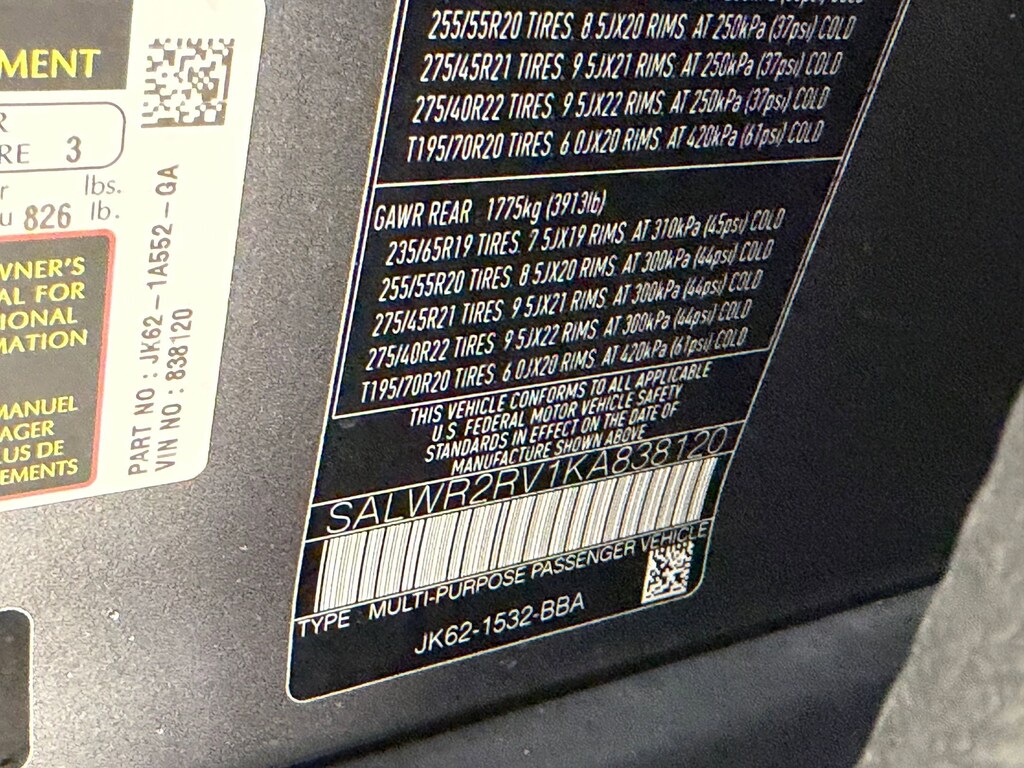 MENT
RE 3
lbs.
826 lb.
WNER'S
AL FOR
IONAL
MATION
MANUEL
AGER
LUS DE
EMENTS
PART NO : JK62-1A552-GA
VIN NO : 838120
255/55R20 TIRES. 8.5JX20 RIMS. AT 250kPa (37psi) COLD
275/45R21 TIRES. 9.5JX21 RIMS. AT 250kPa (37psi) COLD
275/40R22 TIRES. 9.5JX22 RIMS. AT 250kPa (37psi) COLD
T195/70R20 TIRES. 6.0JX20 RIMS. AT 420kPa (61psi) COLD
GAWR REAR 1775kg (3913lb)
235/65R19 TIRES. 7.5JX19 RIMS. AT 310kPa (45psi) COLD
255/55R20 TIRES. 8.5JX20 RIMS. AT 300kPa (44psi) COLD
275/45R21 TIRES. 9.5JX21 RIMS. AT 300kPa (44psi) COLD
275/40R22 TIRES. 9.5JX22 RIMS. AT 300kPa (44psi) COLD
T195/70R20 TIRES. 6.0JX20 RIMS. AT 420kPa (61psi) COLD
THIS VEHICLE CONFORMS TO ALL APPLICABLE
U.S. FEDERAL MOTOR VEHICLE SAFETY
STANDARDS IN EFFECT ON THE DATE OF
MANUFACTURE SHOWN ABOVE
SALWR2RV1KA838120
TYPE : MULTI-PURPOSE PASSENGER VEHICLE
JK62-1532-BBA